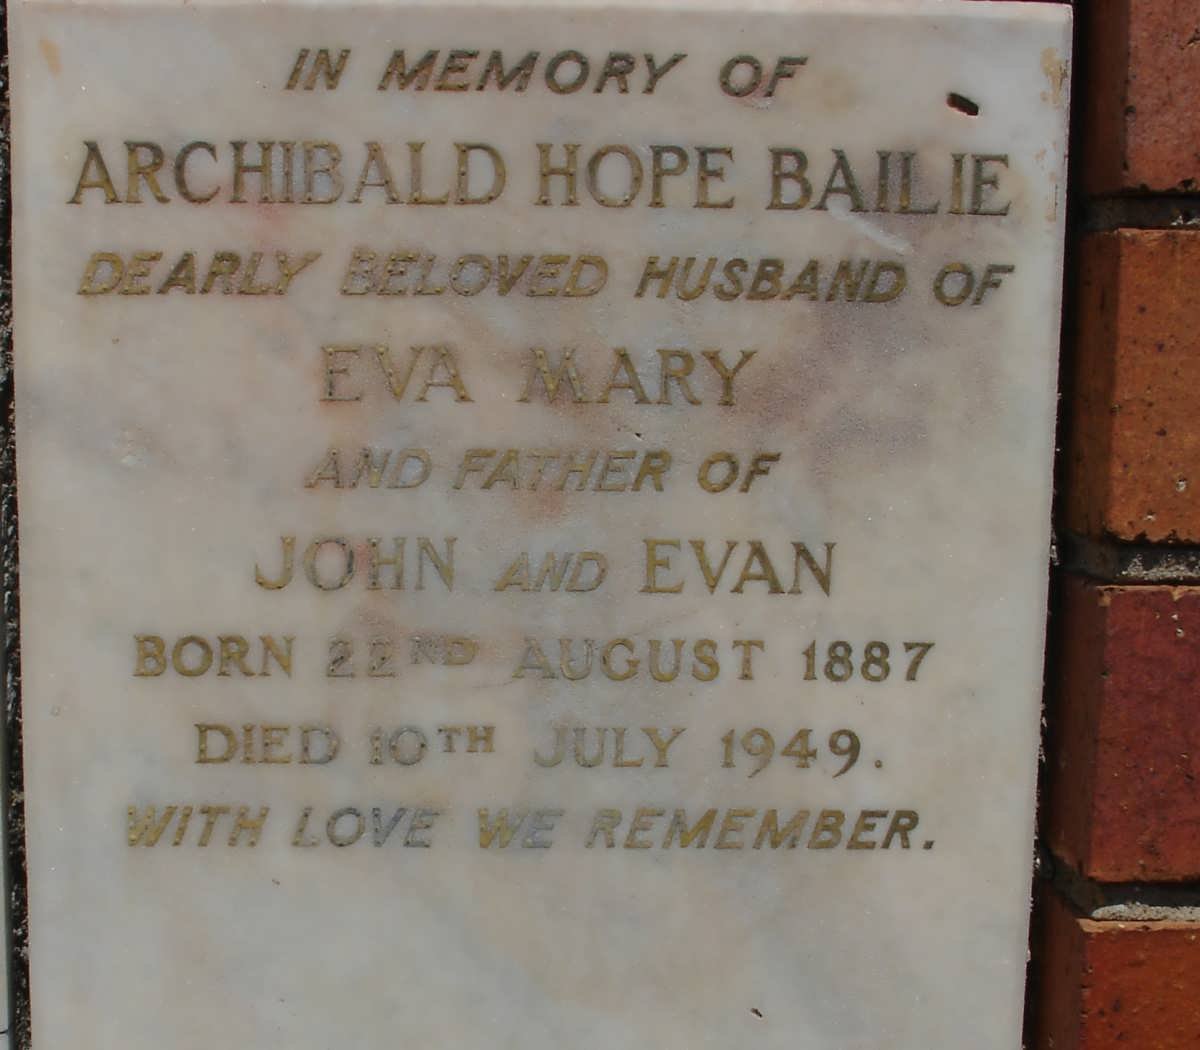 IN MEMORY OF
ARCHIBALD HOPE BAILIE
DEARLY BELOVED HUSBAND OF
EVA MARY
AND FATHER OF
JOHN AND EVAN
BORN 22ND AUGUST 1887
DIED 10TH JULY 1949.
WITH LOVE WE REMEMBER.